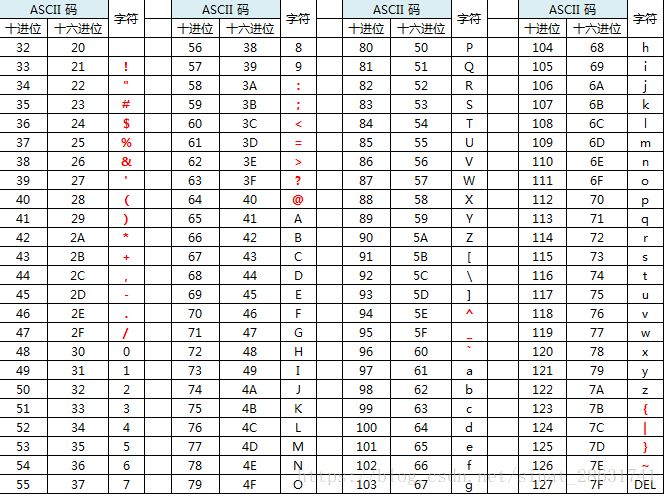 ASCII 码 ASCII 码 ASCII 码 ASCII 码
十进位 十六进位 字符 十进位 十六进位 字符 十进位 十六进位 字符 十进位 十六进位 字符
32 20 56 38 8 80 50 P 104 68 h
33 21 ! 57 39 9 81 51 Q 105 69 i
34 22 " 58 3A : 82 52 R 106 6A j
35 23 # 59 3B ; 83 53 S 107 6B k
36 24 $ 60 3C < 84 54 T 108 6C l
37 25 % 61 3D = 85 55 U 109 6D m
38 26 & 62 3E > 86 56 V 110 6E n
39 27 ' 63 3F ? 87 57 W 111 6F o
40 28 ( 64 40 @ 88 58 X 112 70 p
41 29 ) 65 41 A 89 59 Y 113 71 q
42 2A * 66 42 B 90 5A Z 114 72 r
43 2B + 67 43 C 91 5B [ 115 73 s
44 2C , 68 44 D 92 5C \ 116 74 t
45 2D - 69 45 E 93 5D ] 117 75 u
46 2E . 70 46 F 94 5E ^ 118 76 v
47 2F / 71 47 G 95 5F _ 119 77 w
48 30 0 72 48 H 96 60 ` 120 78 x
49 31 1 73 49 I 97 61 a 121 79 y
50 32 2 74 4A J 98 62 b 122 7A z
51 33 3 75 4B K 99 63 c 123 7B {
52 34 4 76 4C L 100 64 d 124 7C |
53 35 5 77 4D M 101 65 e 125 7D }
54 36 6 78 4E N 102 66 f 126 7E ~
55 37 7 79 4F O 103 67 g 127 7F DEL